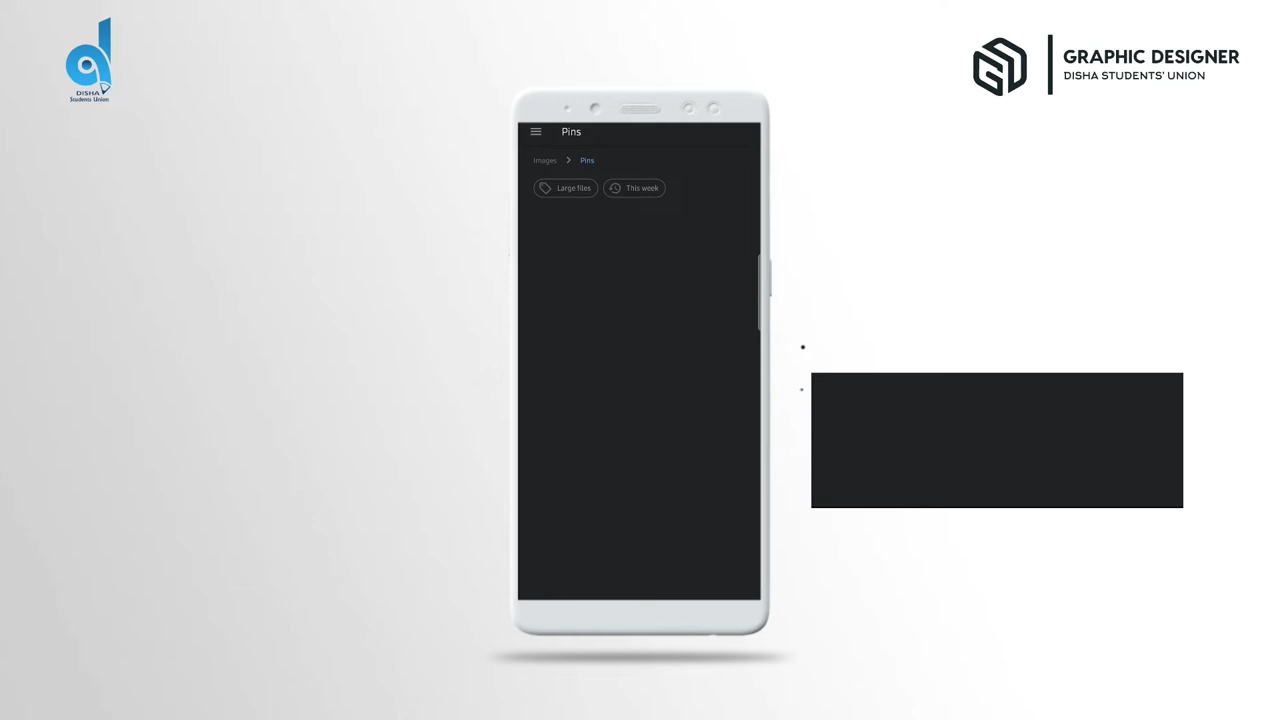 DISHA
Students Union
GRAPHIC DESIGNER
DISHA STUDENTS' UNION
Pins
Images > Pins
Large files
This week